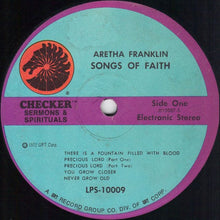 ARETHA FRANKLIN
SONGS OF FAITH
CHECKER
SERMONS &
SPIRITUALS
Side One
Electronic Stereo
THERE IS A FOUNTAIN FILLED WITH BLOOD
PRECIOUS LORD (Part One)
PRECIOUS LORD (Part Two)
YOU GROW CLOSER
NEVER GROW OLD
LPS-10009